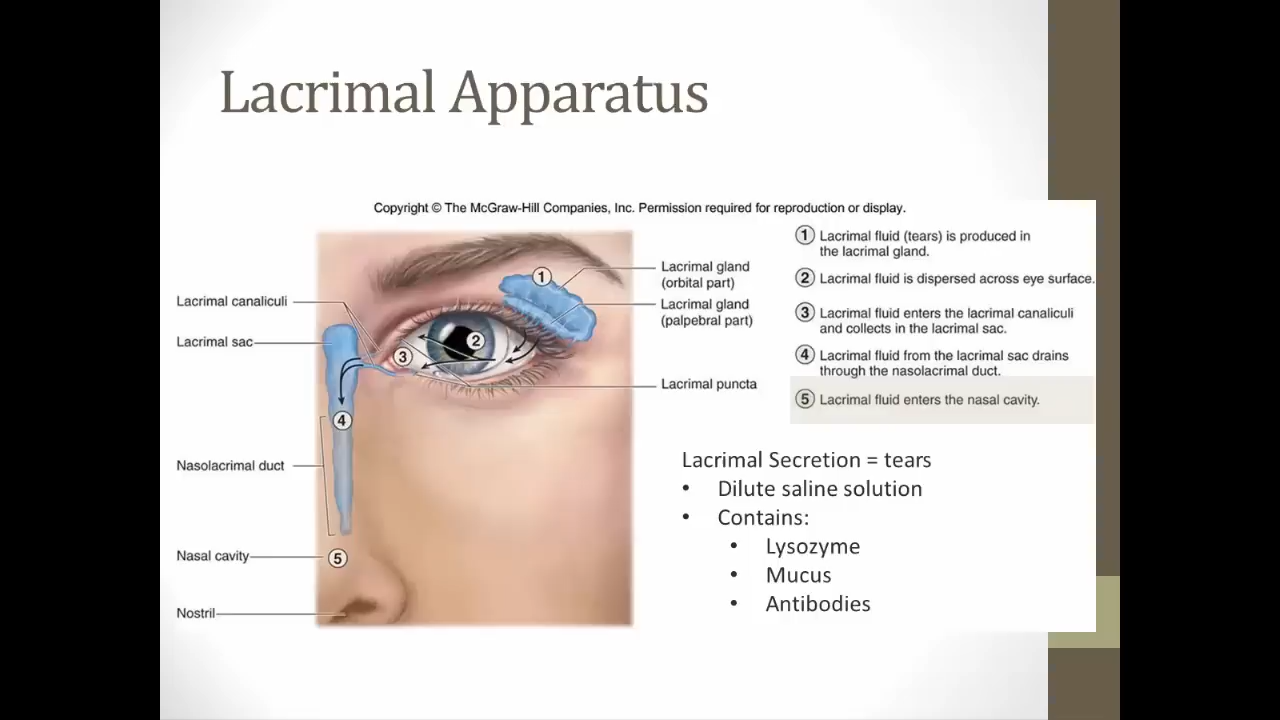 Lacrimal Apparatus
Copyright © The McGraw-Hill Companies, Inc. Permission required for reproduction or display.
Lacrimal canaliculi
Lacrimal sac
Nasolacrimal duct
Nasal cavity
Nostril
1
2
3
4
5
Lacrimal gland
(orbital part)
Lacrimal gland
(palpebral part)
Lacrimal puncta
1 Lacrimal fluid (tears) is produced in
the lacrimal gland.
2 Lacrimal fluid is dispersed across eye surface.
3 Lacrimal fluid enters the lacrimal canaliculi
and collects in the lacrimal sac.
4 Lacrimal fluid from the lacrimal sac drains
through the nasolacrimal duct.
5 Lacrimal fluid enters the nasal cavity.
Lacrimal Secretion = tears
• Dilute saline solution
• Contains:
• Lysozyme
• Mucus
• Antibodies